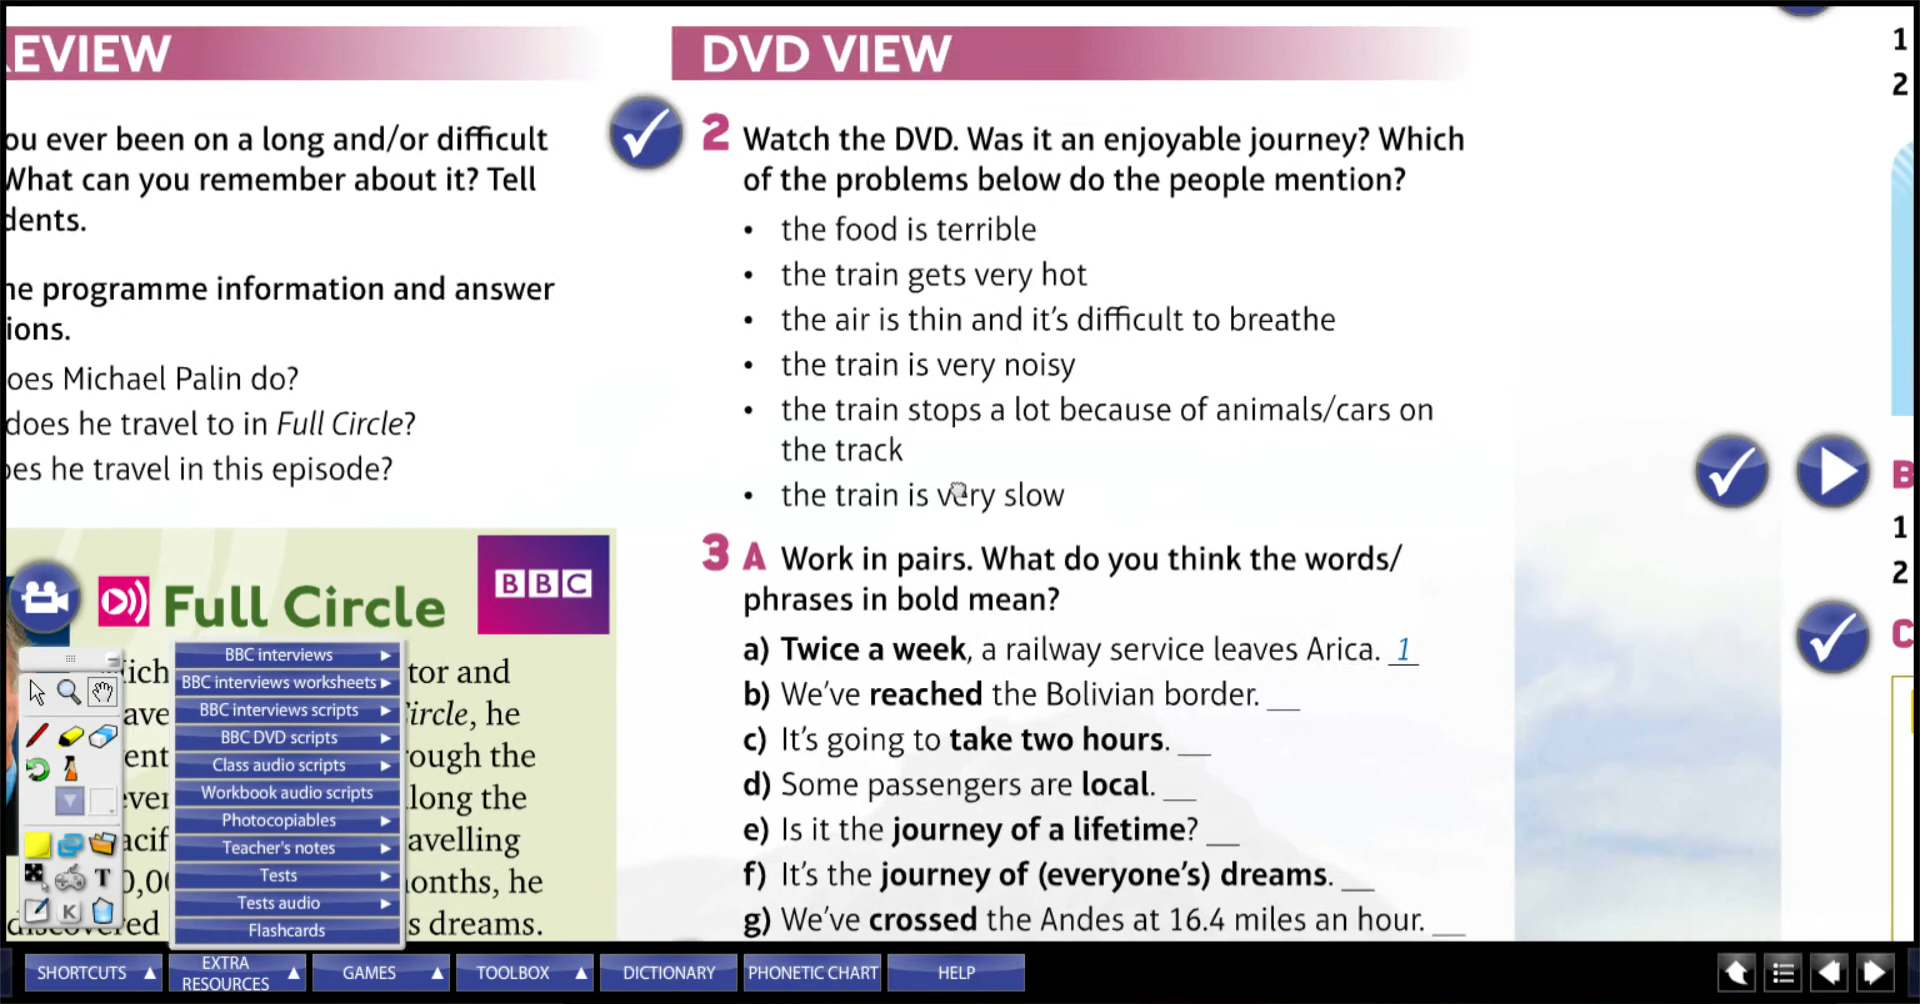 EVIEW
ou ever been on a long and/or difficult
What can you remember about it? Tell
dents.
he programme information and answer
ions.
oes Michael Palin do?
does he travel to in Full Circle?
oes he travel in this episode?
Full Circle
BBC
ich tor and
ave ircle, he
ent rough the
ever long the
acif avelling
0,00 onths, he
discovered s dreams.
BBC interviews
BBC interviews worksheets
BBC interviews scripts
BBC DVD scripts
Class audio scripts
Workbook audio scripts
Photocopiables
Teacher's notes
Tests
Tests audio
Flashcards
T
K
DVD VIEW
2 Watch the DVD. Was it an enjoyable journey? Which
of the problems below do the people mention?
• the food is terrible
• the train gets very hot
• the air is thin and it's difficult to breathe
• the train is very noisy
• the train stops a lot because of animals/cars on
the track
• the train is very slow
3 A Work in pairs. What do you think the words/
phrases in bold mean?
a) Twice a week, a railway service leaves Arica. 1
b) We've reached the Bolivian border. __
c) It's going to take two hours. __
d) Some passengers are local. __
e) Is it the journey of a lifetime? __
f) It's the journey of (everyone's) dreams. __
g) We've crossed the Andes at 16.4 miles an hour. __
1
2
B
1
2
C
SHORTCUTS
EXTRA
RESOURCES
GAMES
TOOLBOX
DICTIONARY
PHONETIC CHART
HELP